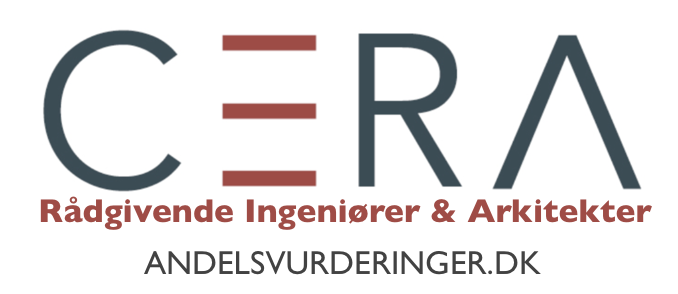 CERA
Rådgivende Ingeniører & Arkitekter
ANDELSVURDERINGER.DK